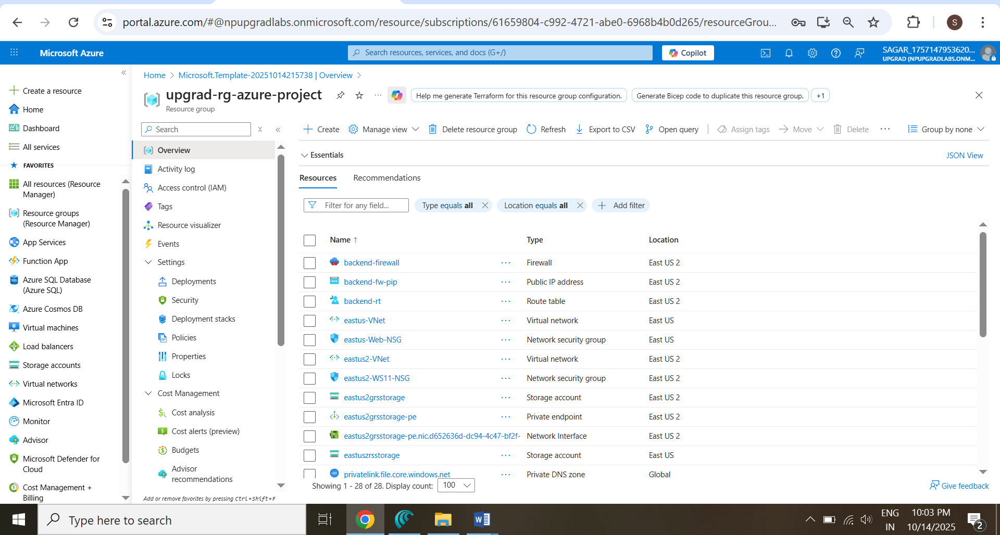 portal.azure.com/#@npupgradlabs.onmicrosoft.com/resource/subscriptions/61659804-c992-4721-abe0-6968b4b0d265/resourceGrou...
S
Microsoft Azure
Search resources, services, and docs (G+/)
Copilot
SAGAR_1757147953620...
UPGRAD (NPUPGRADLABS.ONM...
Create a resource
Home
Dashboard
All services
FAVORITES
All resources (Resource
Manager)
Resource groups
(Resource Manager)
App Services
Function App
Azure SQL Database
(Azure SQL)
Azure Cosmos DB
Virtual machines
Load balancers
Storage accounts
Virtual networks
Microsoft Entra ID
Monitor
Advisor
Microsoft Defender for
Cloud
Cost Management +
Billing
Home > Microsoft.Template-20251014215738 | Overview >
upgrad-rg-azure-project
Resource group
Help me generate Terraform for this resource group configuration.
Generate Bicep code to duplicate this resource group.
+1
Search
Overview
Activity log
Access control (IAM)
Tags
Resource visualizer
Events
Settings
Deployments
Security
Deployment stacks
Policies
Properties
Locks
Cost Management
Cost analysis
Cost alerts (preview)
Budgets
Advisor
recommendations
Add or remove favorites by pressing Ctrl+Shift+F
Create Manage view Delete resource group Refresh Export to CSV Open query Assign tags Move Delete Group by none
Essentials JSON View
Resources Recommendations
Filter for any field... Type equals all Location equals all Add filter
Name ↑ Type Location
backend-firewall Firewall East US 2
backend-fw-pip Public IP address East US 2
backend-rt Route table East US 2
eastus-VNet Virtual network East US
eastus-Web-NSG Network security group East US
eastus2-VNet Virtual network East US 2
eastus2-WS11-NSG Network security group East US 2
eastus2grsstorage Storage account East US 2
eastus2grsstorage-pe Private endpoint East US 2
eastus2grsstorage-pe.nic.d652636d-dc94-4c47-bf2f- Network Interface East US 2
eastuszrsstorage Storage account East US
privatelink.file.core.windows.net Private DNS zone Global
Showing 1 - 28 of 28. Display count: 100
Give feedback
Type here to search
ENG
IN
10:03 PM
10/14/2025
2